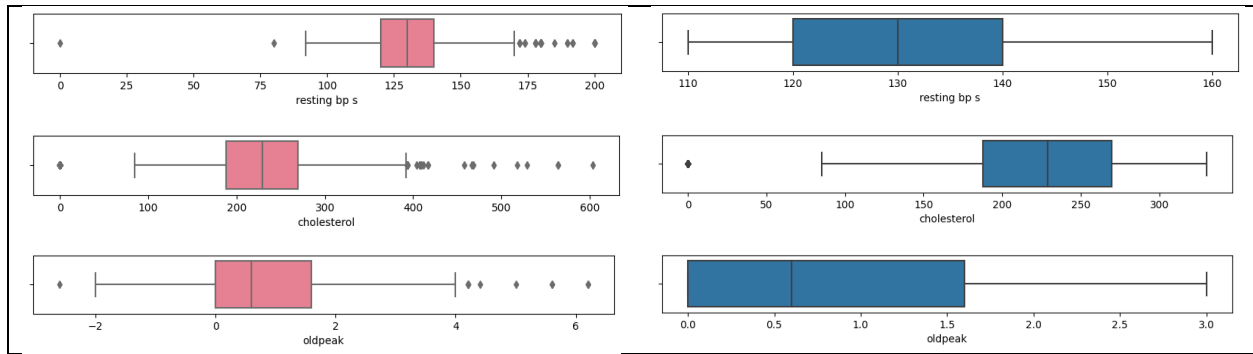 0 25 50 75 100 125 150 175 200
resting bp s
110 120 130 140 150 160
resting bp s
0 100 200 300 400 500 600
cholesterol
0 50 100 150 200 250 300
cholesterol
−2 0 2 4 6
oldpeak
0.0 0.5 1.0 1.5 2.0 2.5 3.0
oldpeak